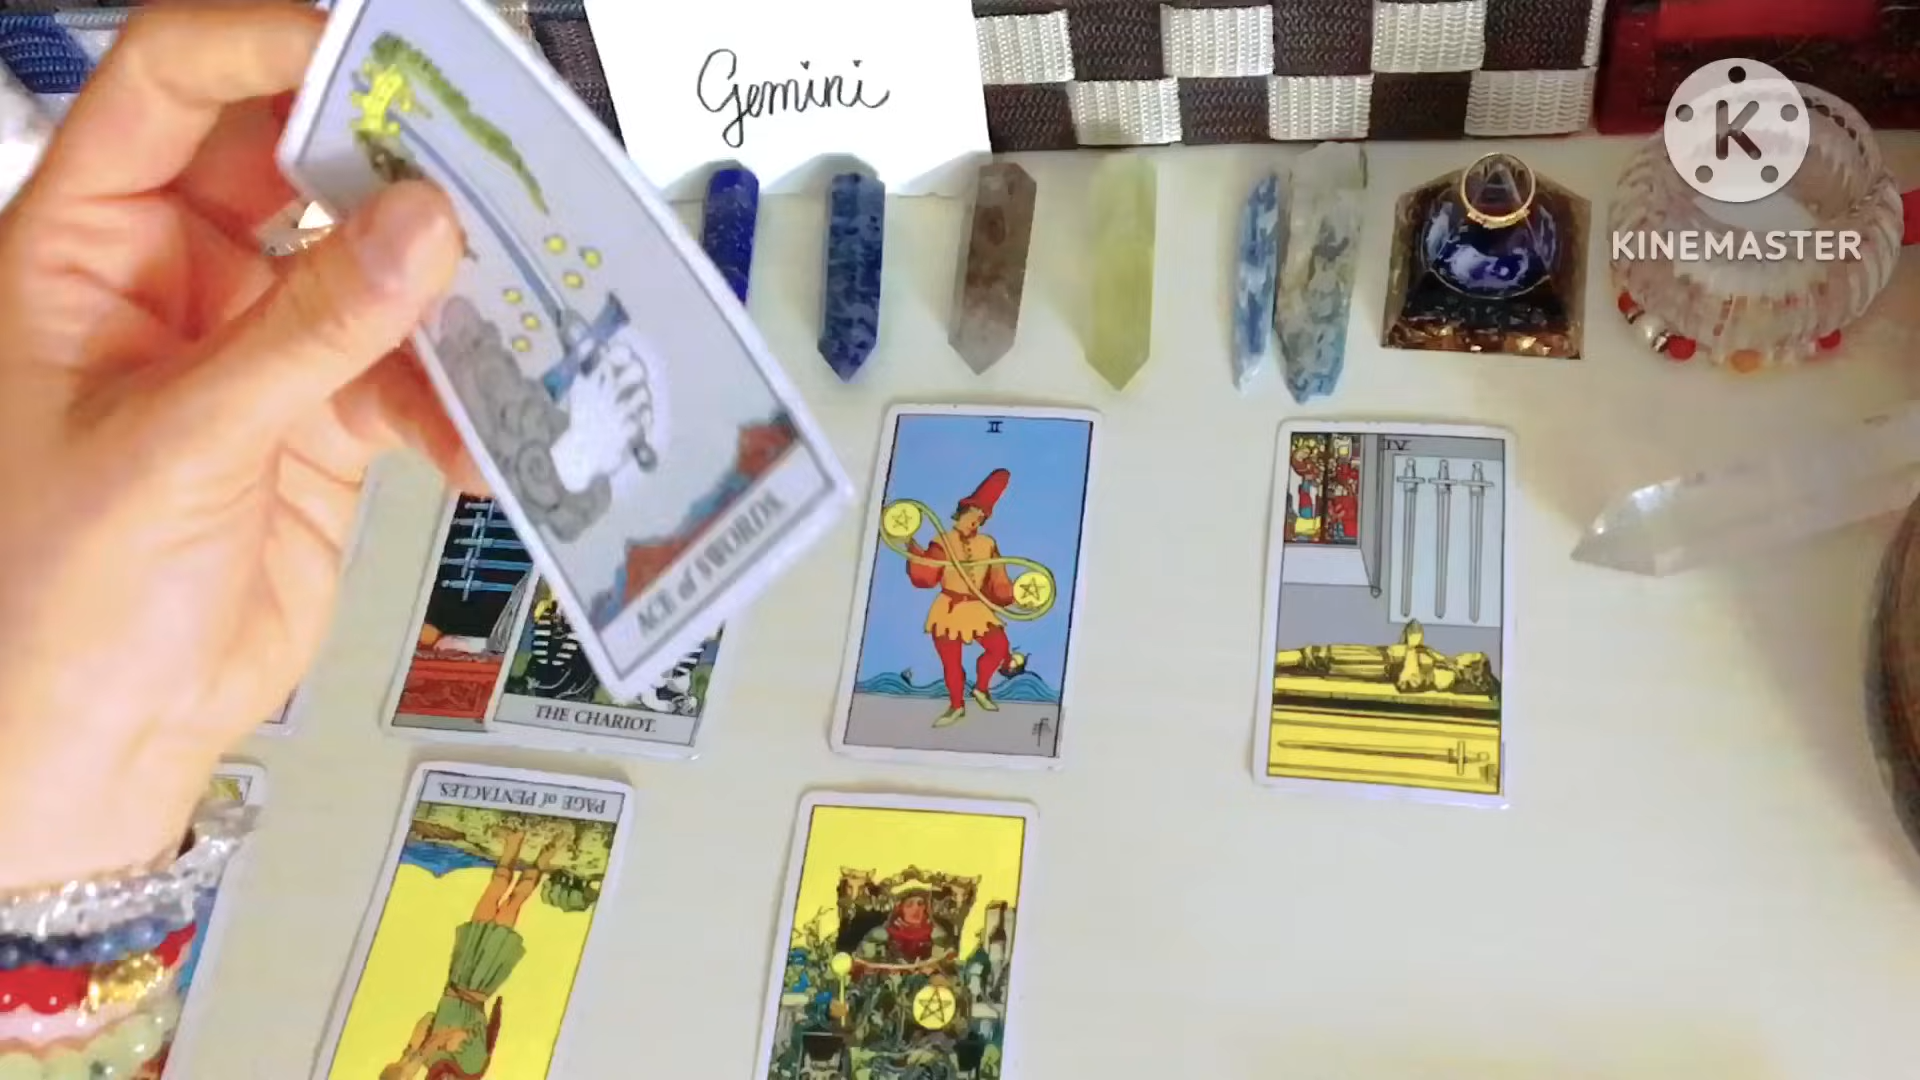 Gemini
K
KINEMASTER
ACE of SWORDS.
II
IV
THE CHARIOT.
PAGE of PENTACLES.